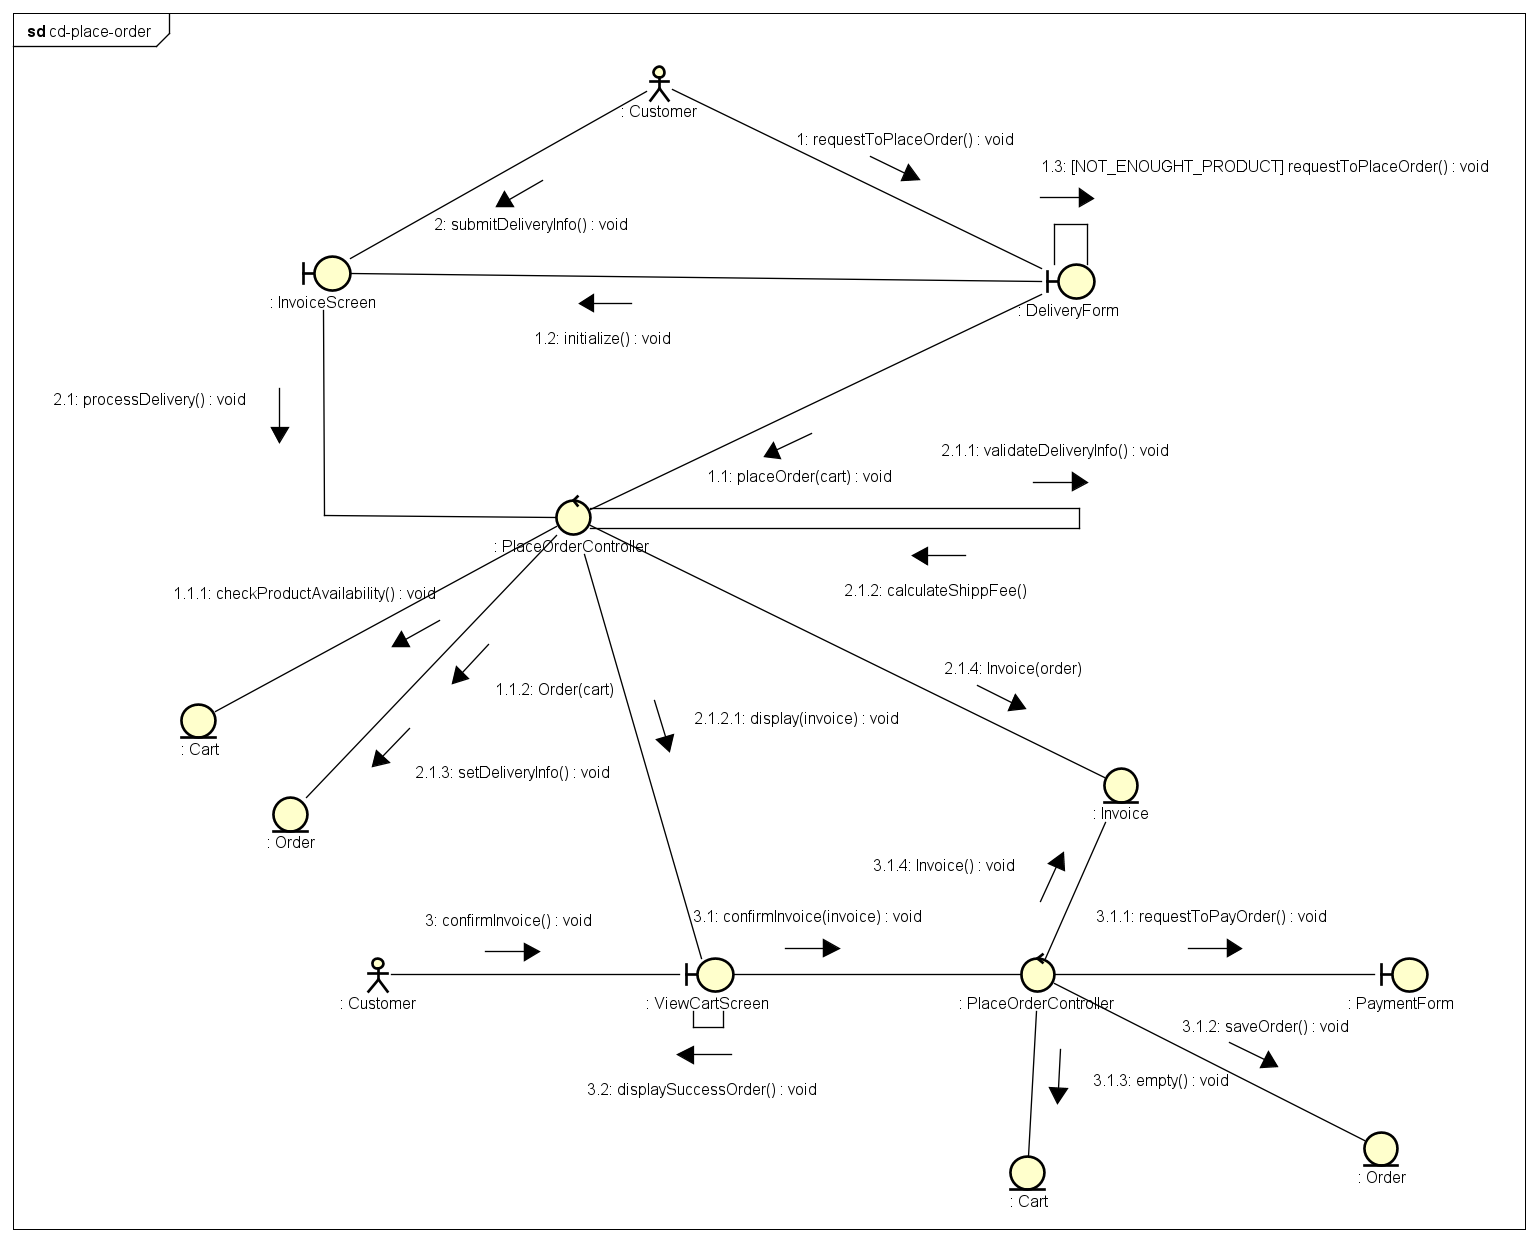 sd cd-place-order
: Customer
1: requestToPlaceOrder() : void
1.3: [NOT_ENOUGHT_PRODUCT] requestToPlaceOrder() : void
2: submitDeliveryInfo() : void
: InvoiceScreen
: DeliveryForm
1.2: initialize() : void
2.1: processDelivery() : void
2.1.1: validateDeliveryInfo() : void
1.1: placeOrder(cart) : void
: PlaceOrderController
2.1.2: calculateShippFee()
1.1.1: checkProductAvailability() : void
2.1.4: Invoice(order)
1.1.2: Order(cart)
2.1.2.1: display(invoice) : void
: Cart
2.1.3: setDeliveryInfo() : void
: Invoice
: Order
3.1.4: Invoice() : void
3: confirmInvoice() : void
3.1: confirmInvoice(invoice) : void
3.1.1: requestToPayOrder() : void
: Customer
: ViewCartScreen
: PlaceOrderController
: PaymentForm
3.1.2: saveOrder() : void
3.1.3: empty() : void
3.2: displaySuccessOrder() : void
: Order
: Cart